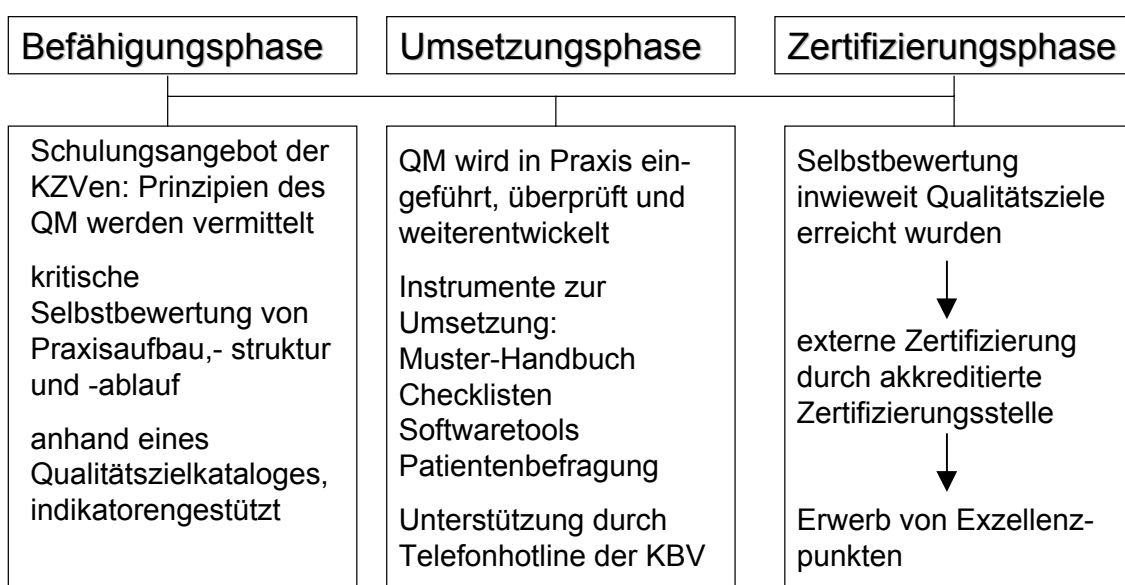 Befähigungsphase
Umsetzungsphase
Zertifizierungsphase
Schulungsangebot der
KZVen: Prinzipien des
QM werden vermittelt
kritische
Selbstbewertung von
Praxisaufbau,- struktur
und -ablauf
anhand eines
Qualitätszielkataloges,
indikatorengestützt
QM wird in Praxis ein-
geführt, überprüft und
weiterentwickelt
Instrumente zur
Umsetzung:
Muster-Handbuch
Checklisten
Softwaretools
Patientenbefragung
Unterstützung durch
Telefonhotline der KBV
Selbstbewertung
inwieweit Qualitätsziele
erreicht wurden
externe Zertifizierung
durch akkreditierte
Zertifizierungsstelle
Erwerb von Exzellenz-
punkten